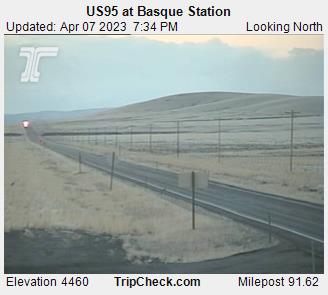 US95 at Basque Station
Updated: Apr 07 2023 7:34 PM Looking North
Elevation 4460 TripCheck.com Milepost 91.62